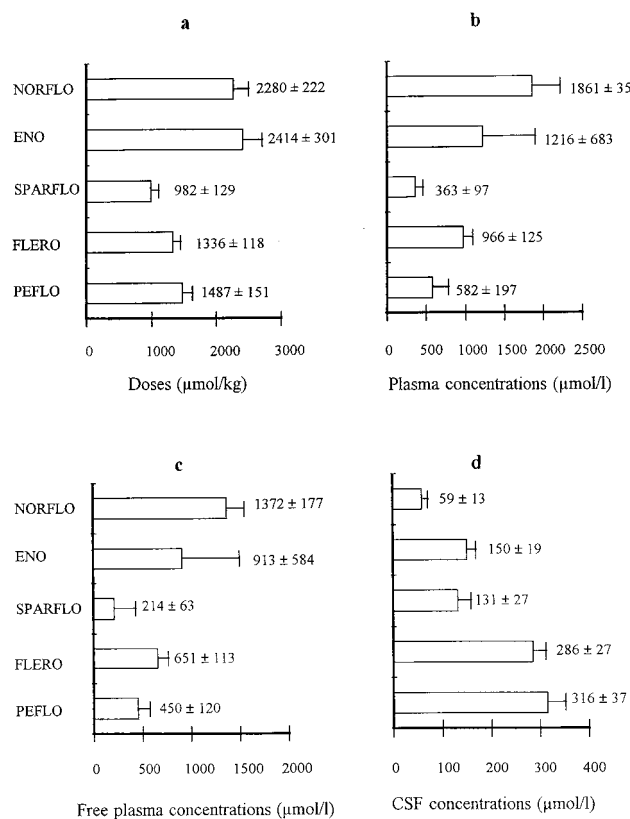 a
NORFLO 2280 ± 222
ENO 2414 ± 301
SPARFLO 982 ± 129
FLERO 1336 ± 118
PEFLO 1487 ± 151
0 1000 2000 3000
Doses (μmol/kg)
b
1861 ± 35
1216 ± 683
363 ± 97
966 ± 125
582 ± 197
0 500 1000 1500 2000 2500
Plasma concentrations (μmol/l)
c
NORFLO 1372 ± 177
ENO 913 ± 584
SPARFLO 214 ± 63
FLERO 651 ± 113
PEFLO 450 ± 120
0 500 1000 1500 2000
Free plasma concentrations (μmol/l)
d
59 ± 13
150 ± 19
131 ± 27
286 ± 27
316 ± 37
0 100 200 300 400
CSF concentrations (μmol/l)